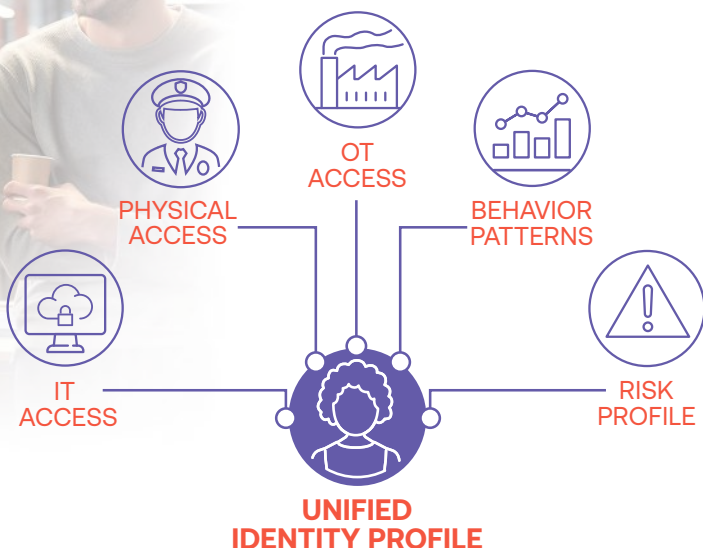 OT
ACCESS
PHYSICAL
ACCESS
BEHAVIOR
PATTERNS
IT
ACCESS
RISK
PROFILE
UNIFIED
IDENTITY PROFILE